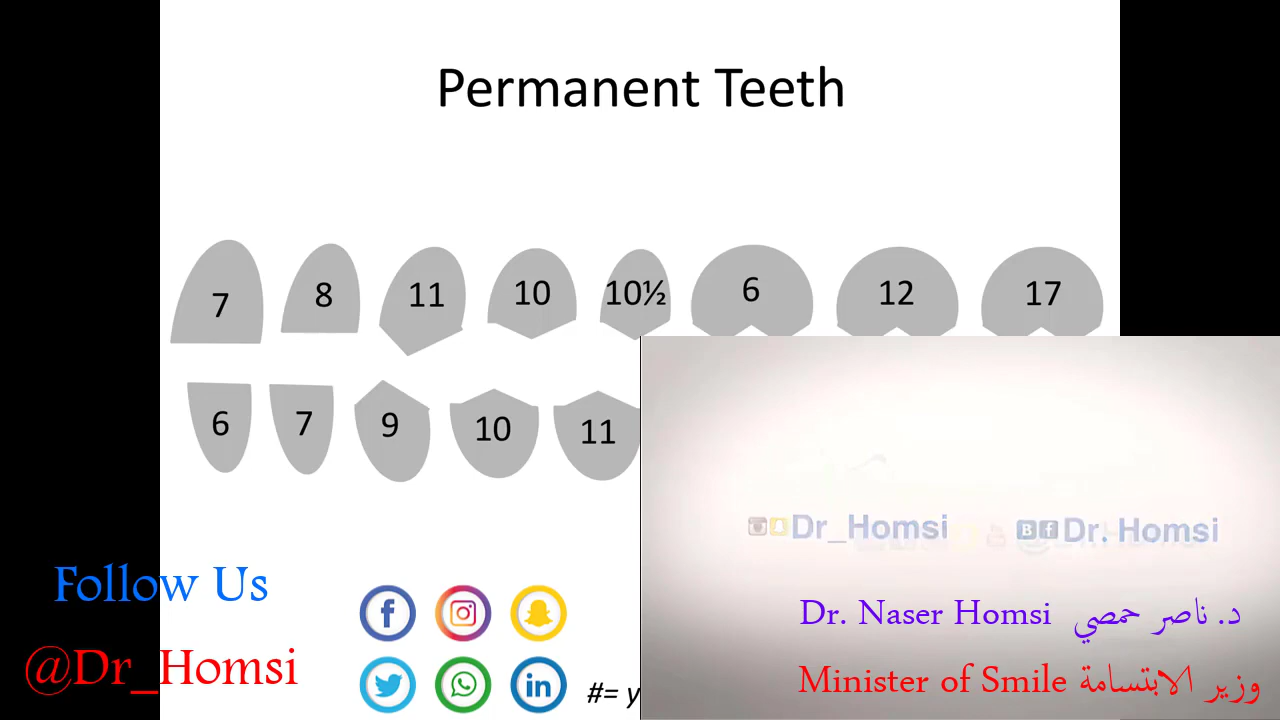 Permanent Teeth
7 8 11 10 10½ 6 12 17
6 7 9 10 11
Dr_Homsi Dr. Homsi
Follow Us
Dr. Naser Homsi د. ناصر حمصي
@Dr_Homsi
Minister of Smile وزير الابتسامة
#= y